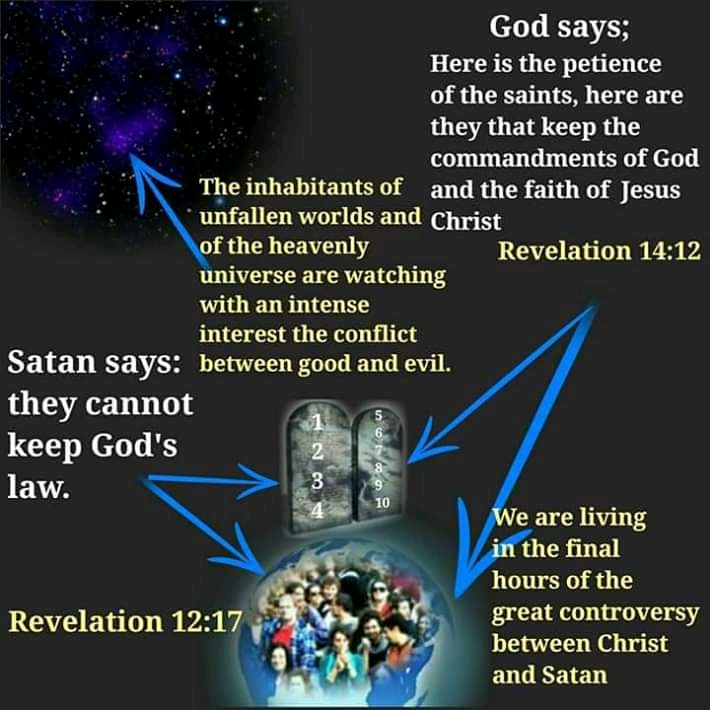 God says;
Here is the petience
of the saints, here are
they that keep the
commandments of God
and the faith of Jesus
Christ
Revelation 14:12
The inhabitants of
unfallen worlds and
of the heavenly
universe are watching
with an intense
interest the conflict
between good and evil.
Satan says:
they cannot
keep God's
law.
1
2
3
4
5
6
7
8
9
10
Revelation 12:17
We are living
in the final
hours of the
great controversy
between Christ
and Satan